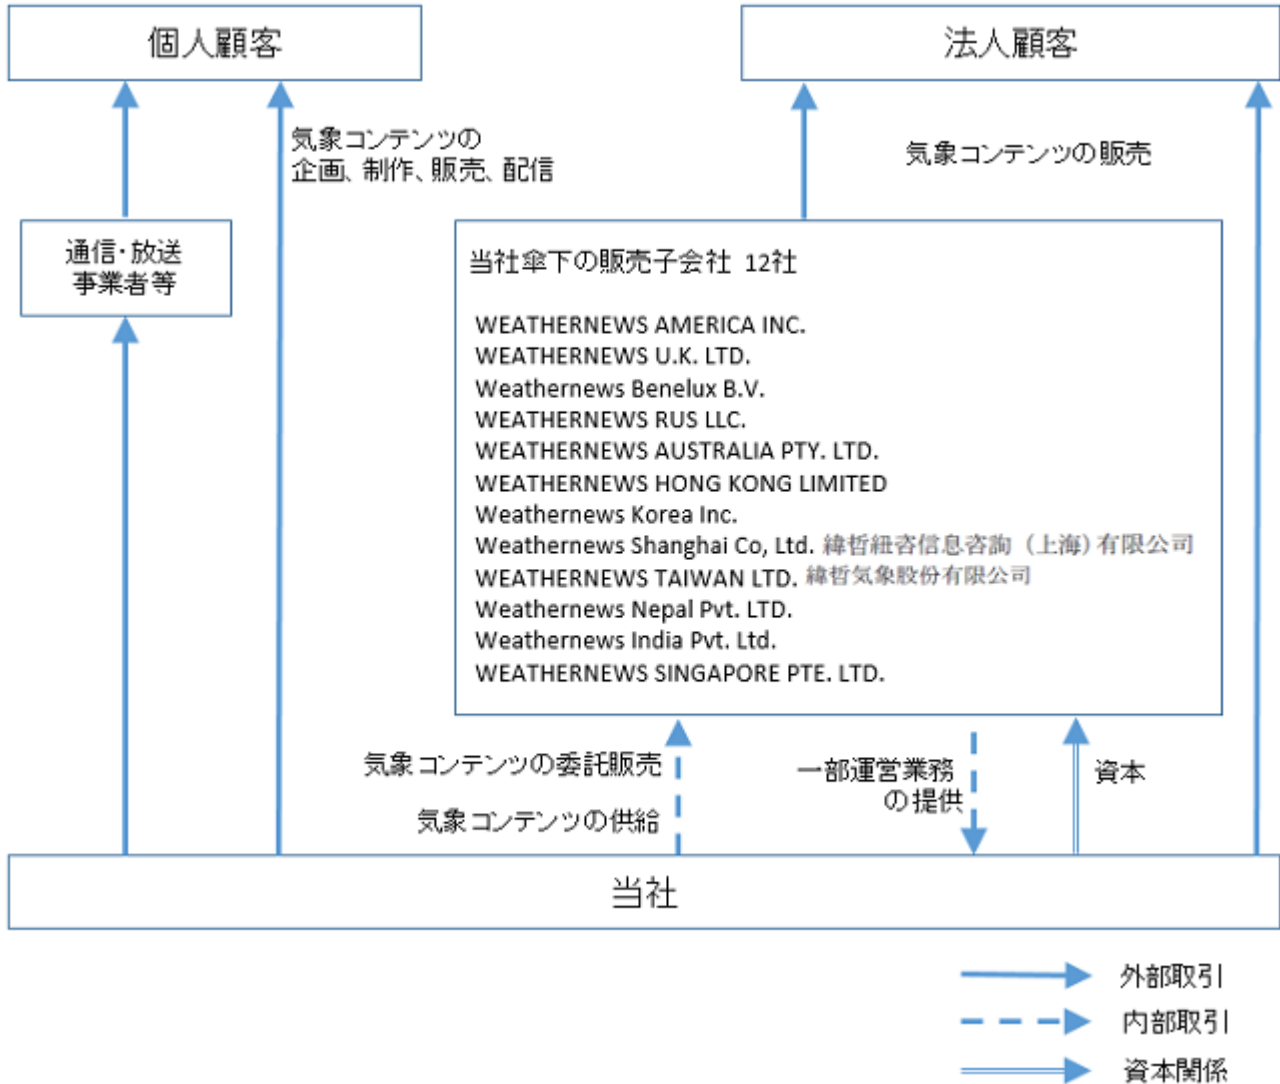 個人顧客
法人顧客
気象コンテンツの
企画、制作、販売、配信
気象コンテンツの販売
通信・放送
事業者等
当社傘下の販売子会社 12社
WEATHERNEWS AMERICA INC.
WEATHERNEWS U.K. LTD.
Weathernews Benelux B.V.
WEATHERNEWS RUS LLC.
WEATHERNEWS AUSTRALIA PTY. LTD.
WEATHERNEWS HONG KONG LIMITED
Weathernews Korea Inc.
Weathernews Shanghai Co, Ltd. 緯哲紐咨信息咨詢（上海)有限公司
WEATHERNEWS TAIWAN LTD. 緯哲気象股份有限公司
Weathernews Nepal Pvt. LTD.
Weathernews India Pvt. Ltd.
WEATHERNEWS SINGAPORE PTE. LTD.
気象コンテンツの委託販売
気象コンテンツの供給
一部運営業務
の提供
資本
当社
外部取引
内部取引
資本関係